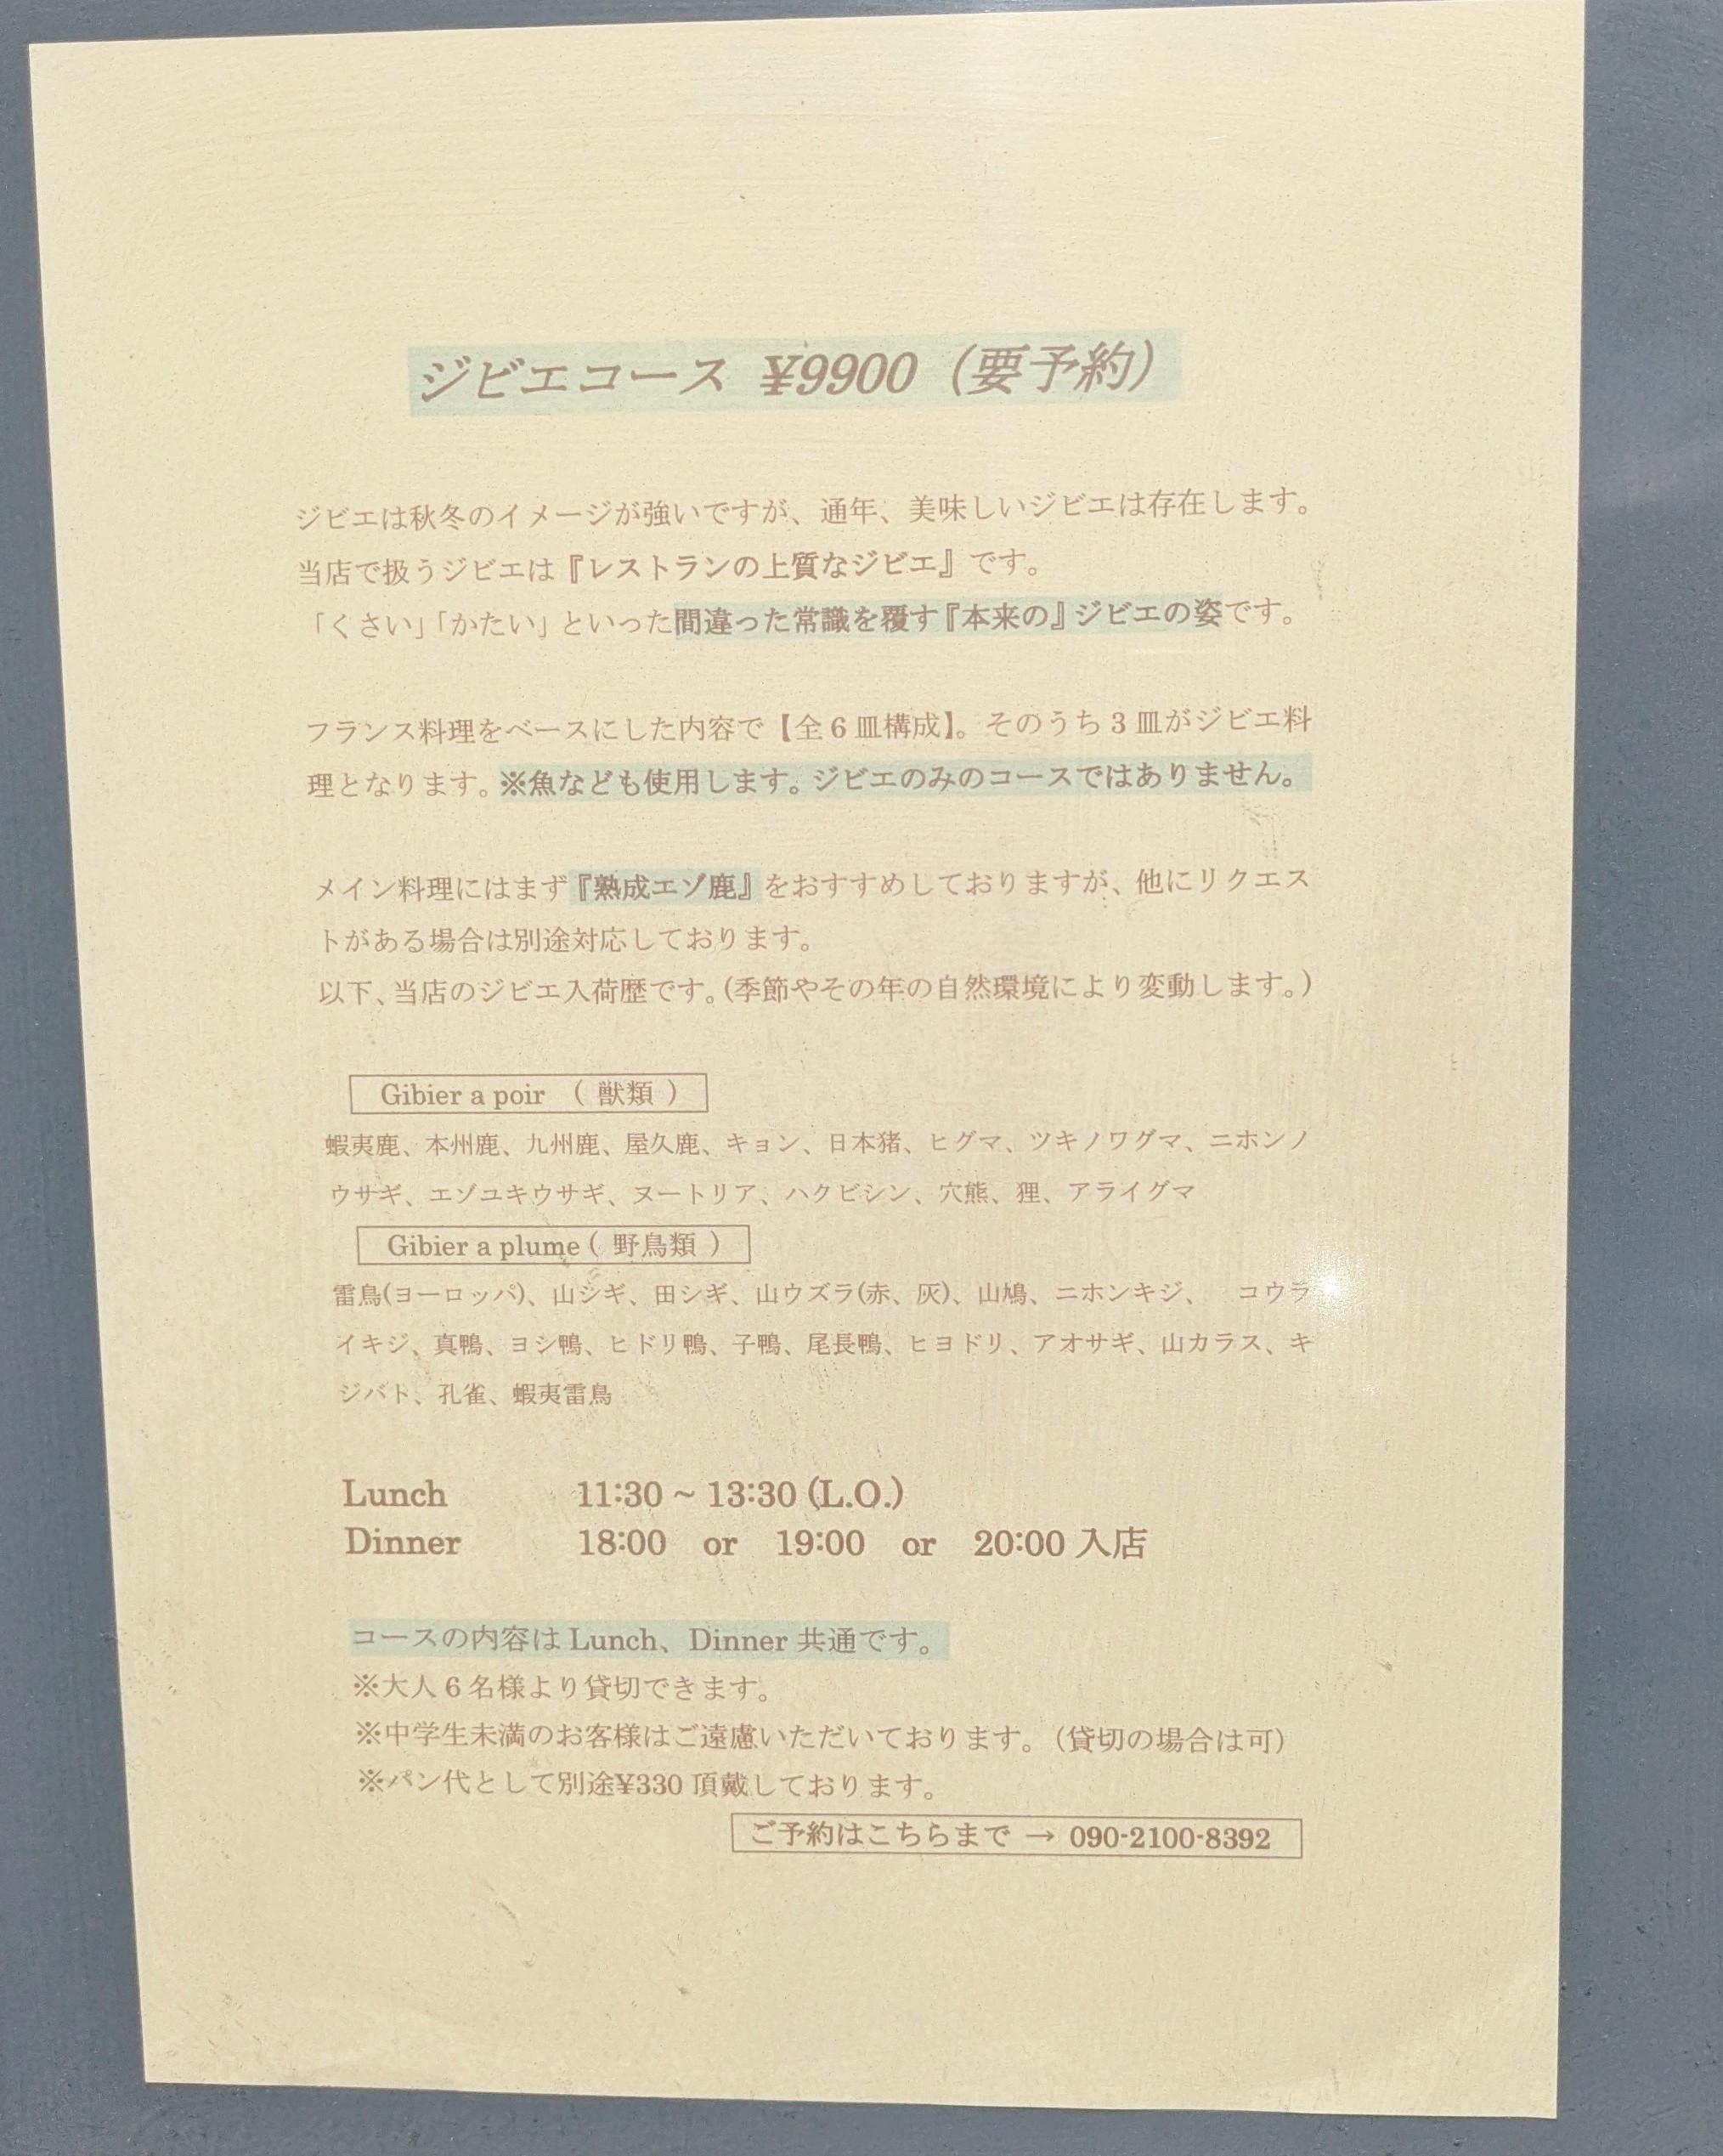 ジビエコース ¥9900（要予約）
ジビエは秋冬のイメージが強いですが、通年、美味しいジビエは存在します。
当店で扱うジビエは『レストランの上質なジビエ』です。
「くさい」「かたい」といった間違った常識を覆す『本来の』ジビエの姿です。
フランス料理をベースにした内容で【全６皿構成】。そのうち３皿がジビエ料
理となります。※魚なども使用します。ジビエのみのコースではありません。
メイン料理にはまず『熟成エゾ鹿』をおすすめしておりますが、他にリクエス
トがある場合は別途対応しております。
以下、当店のジビエ入荷歴です。(季節やその年の自然環境により変動します。)
Gibier a poir （ 獣類 ）
蝦夷鹿、本州鹿、九州鹿、屋久鹿、キョン、日本猪、ヒグマ、ツキノワグマ、ニホンノ
ウサギ、エゾユキウサギ、ヌートリア、ハクビシン、穴熊、狸、アライグマ
Gibier a plume（ 野鳥類 ）
雷鳥(ヨーロッパ)、山シギ、田シギ、山ウズラ(赤、灰)、山鳩、ニホンキジ、　コウラ
イキジ、真鴨、ヨシ鴨、ヒドリ鴨、子鴨、尾長鴨、ヒヨドリ、アオサギ、山カラス、キ
ジバト、孔雀、蝦夷雷鳥
Lunch 11:30 ~ 13:30 (L.O.)
Dinner 18:00 or 19:00 or 20:00 入店
コースの内容は Lunch、Dinner 共通です。
※大人６名様より貸切できます。
※中学生未満のお客様はご遠慮いただいております。（貸切の場合は可）
※パン代として別途¥330 頂戴しております。
ご予約はこちらまで → 090-2100-8392